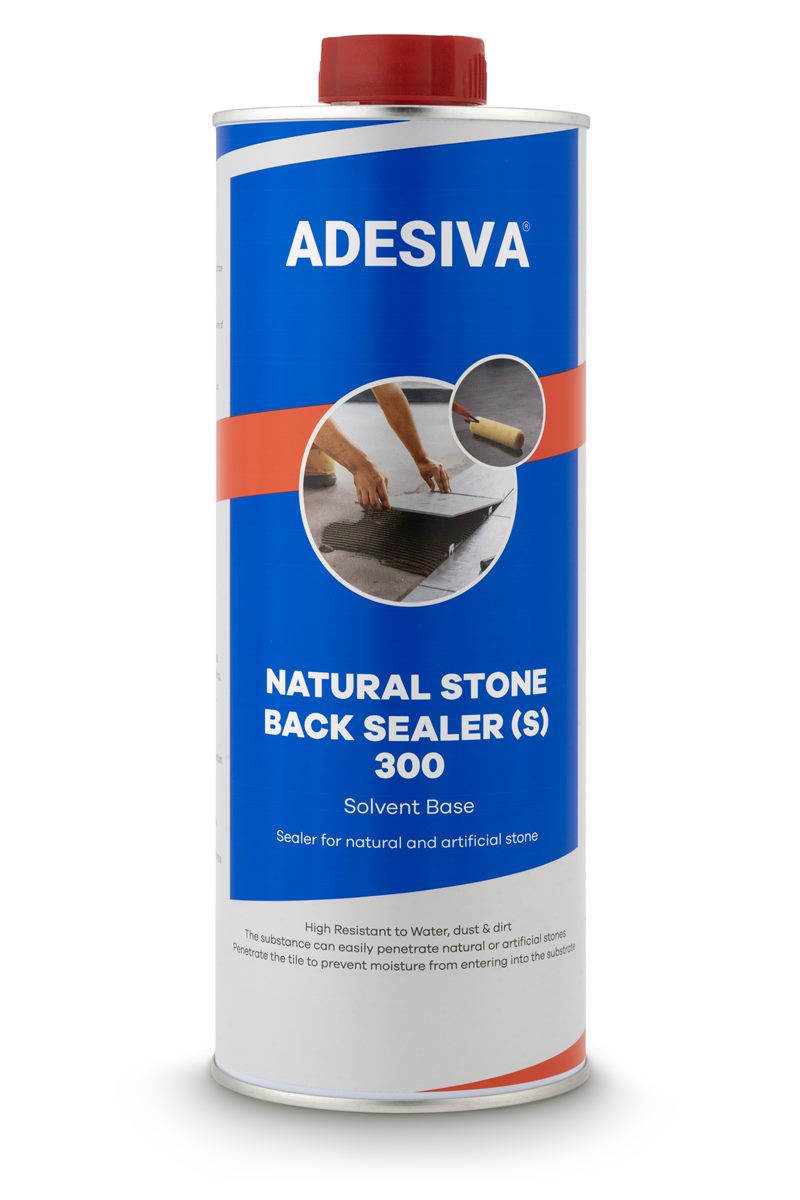 ADESIVA®
NATURAL STONE
BACK SEALER (S)
300
Solvent Base
Sealer for natural and artificial stone
High Resistant to Water, dust & dirt
The substance can easily penetrate natural or artificial stones
Penetrate the tile to prevent moisture from entering into the substrate